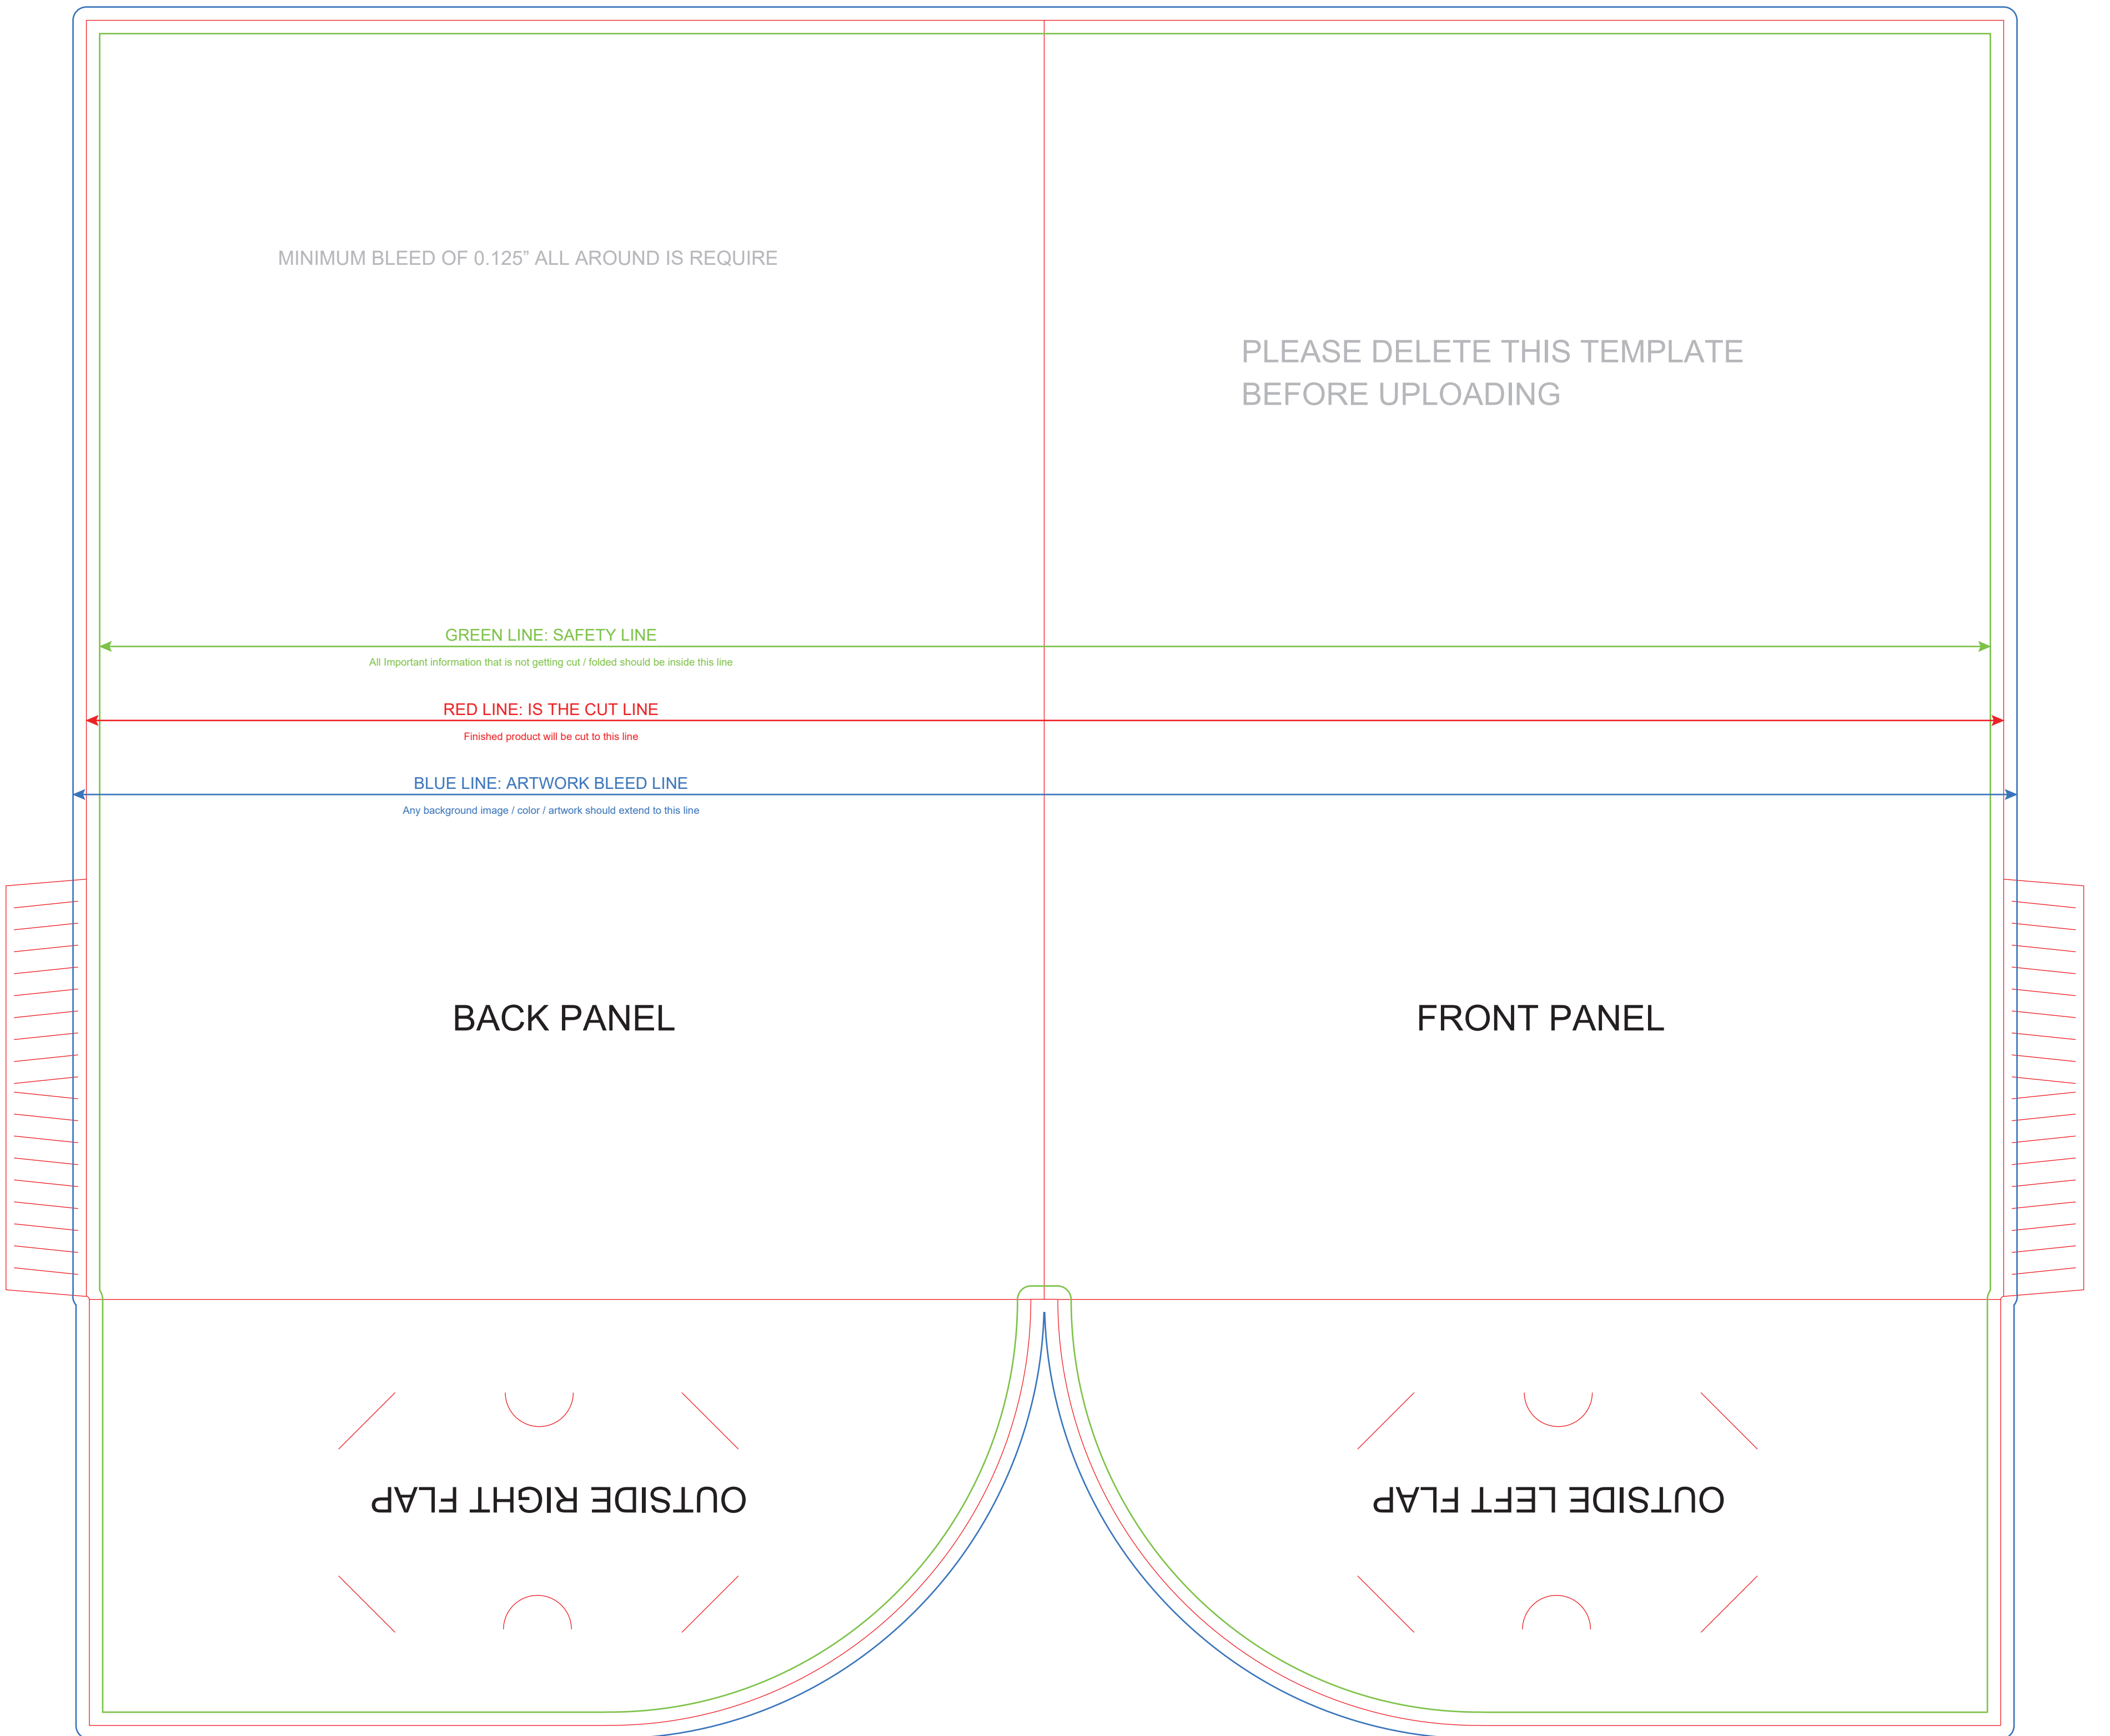 MINIMUM BLEED OF 0.125” ALL AROUND IS REQUIRE
PLEASE DELETE THIS TEMPLATE
BEFORE UPLOADING
GREEN LINE: SAFETY LINE
All Important information that is not getting cut / folded should be inside this line
RED LINE: IS THE CUT LINE
Finished product will be cut to this line
BLUE LINE: ARTWORK BLEED LINE
Any background image / color / artwork should extend to this line
BACK PANEL
FRONT PANEL
OUTSIDE RIGHT FLAP
OUTSIDE LEFT FLAP